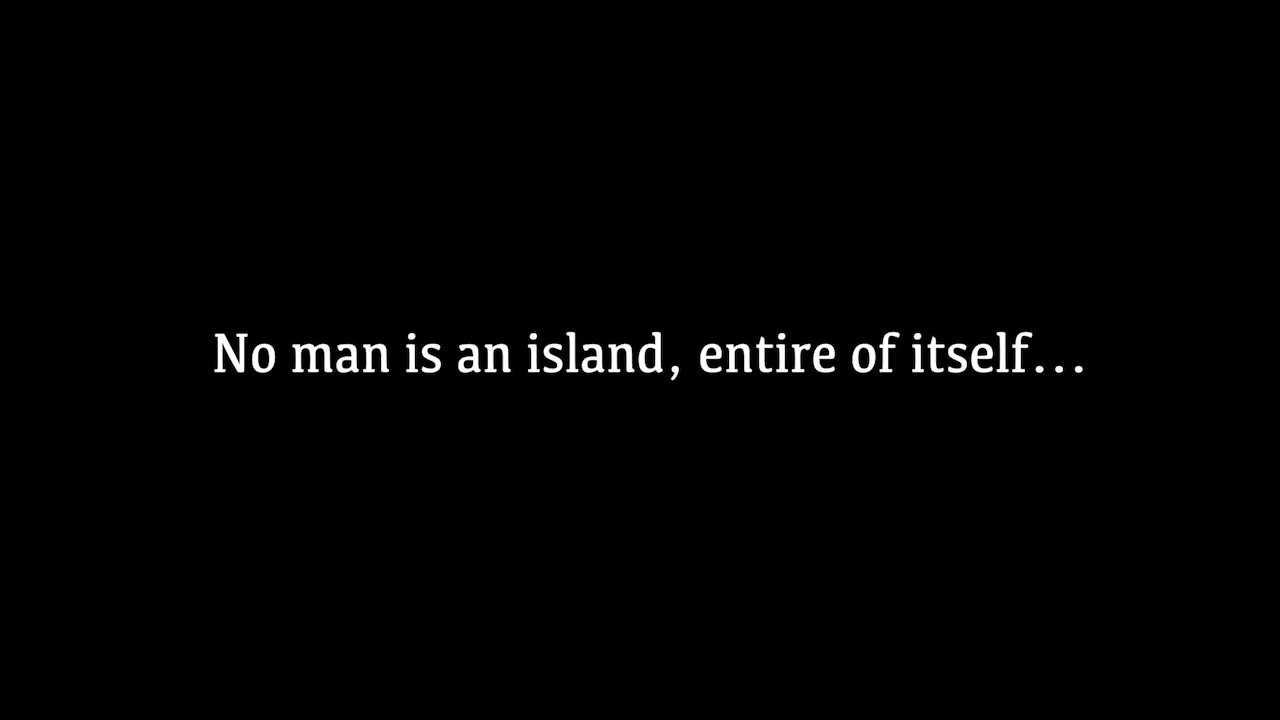 No man is an island, entire of itself...